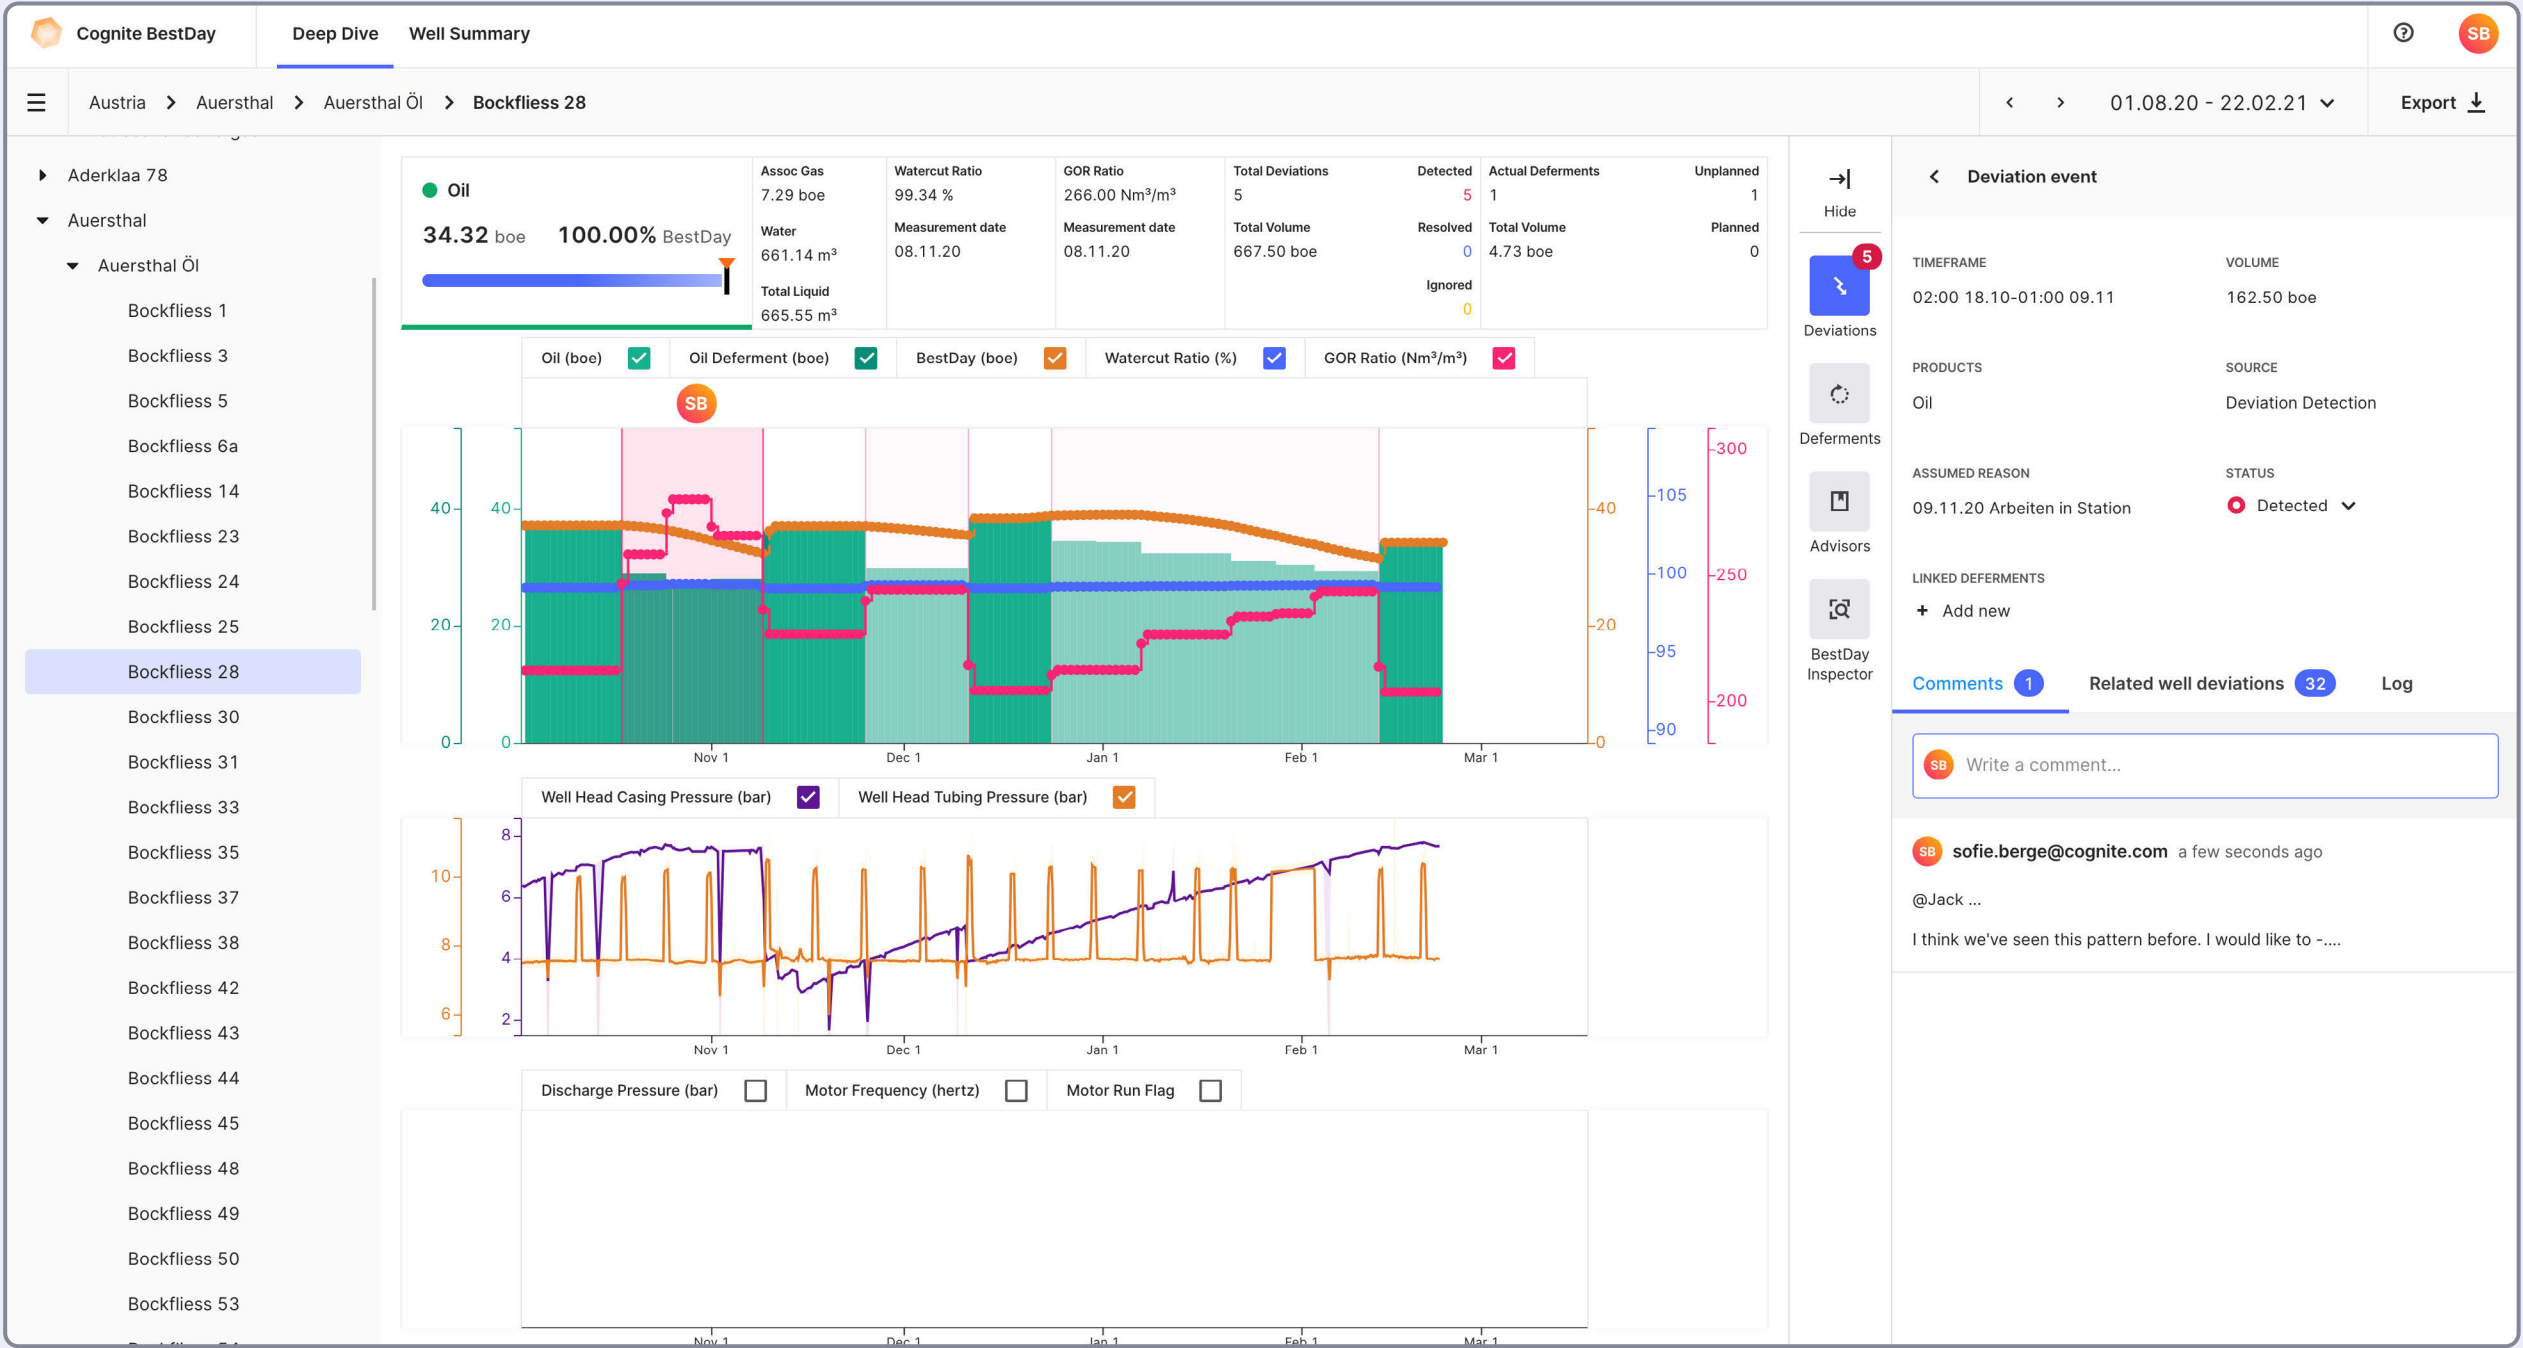 Cognite BestDay
Deep Dive
Well Summary
SB
Austria
Auersthal
Auersthal Öl
Bockfliess 28
01.08.20 - 22.02.21
Export
Aderklaa 78
Auersthal
Auersthal Öl
Bockfliess 1
Bockfliess 3
Bockfliess 5
Bockfliess 6a
Bockfliess 14
Bockfliess 23
Bockfliess 24
Bockfliess 25
Bockfliess 28
Bockfliess 30
Bockfliess 31
Bockfliess 33
Bockfliess 35
Bockfliess 37
Bockfliess 38
Bockfliess 42
Bockfliess 43
Bockfliess 44
Bockfliess 45
Bockfliess 48
Bockfliess 49
Bockfliess 50
Bockfliess 53
Oil
34.32 boe 100.00% BestDay
Assoc Gas
7.29 boe
Water
661.14 m³
Total Liquid
665.55 m³
Watercut Ratio
99.34 %
Measurement date
08.11.20
GOR Ratio
266.00 Nm³/m³
Measurement date
08.11.20
Total Deviations Detected
5 5
Total Volume Resolved
667.50 boe 0
Ignored
0
Actual Deferments Unplanned
1 1
Total Volume Planned
4.73 boe 0
Oil (boe)
Oil Deferment (boe)
BestDay (boe)
Watercut Ratio (%)
GOR Ratio (Nm³/m³)
SB
40
20
0
40
20
0
40
20
0
105
100
95
90
300
250
200
Nov 1 Dec 1 Jan 1 Feb 1 Mar 1
Well Head Casing Pressure (bar)
Well Head Tubing Pressure (bar)
10
8
6
8
6
4
2
Nov 1 Dec 1 Jan 1 Feb 1 Mar 1
Discharge Pressure (bar)
Motor Frequency (hertz)
Motor Run Flag
Nov 1 Dec 1 Jan 1 Feb 1 Mar 1
Hide
5
Deviations
Deferments
Advisors
BestDay
Inspector
Deviation event
TIMEFRAME
02:00 18.10-01:00 09.11
VOLUME
162.50 boe
PRODUCTS
Oil
SOURCE
Deviation Detection
ASSUMED REASON
09.11.20 Arbeiten in Station
STATUS
Detected
LINKED DEFERMENTS
+ Add new
Comments 1
Related well deviations 32
Log
SB Write a comment...
SB sofie.berge@cognite.com a few seconds ago
@Jack ...
I think we've seen this pattern before. I would like to -....